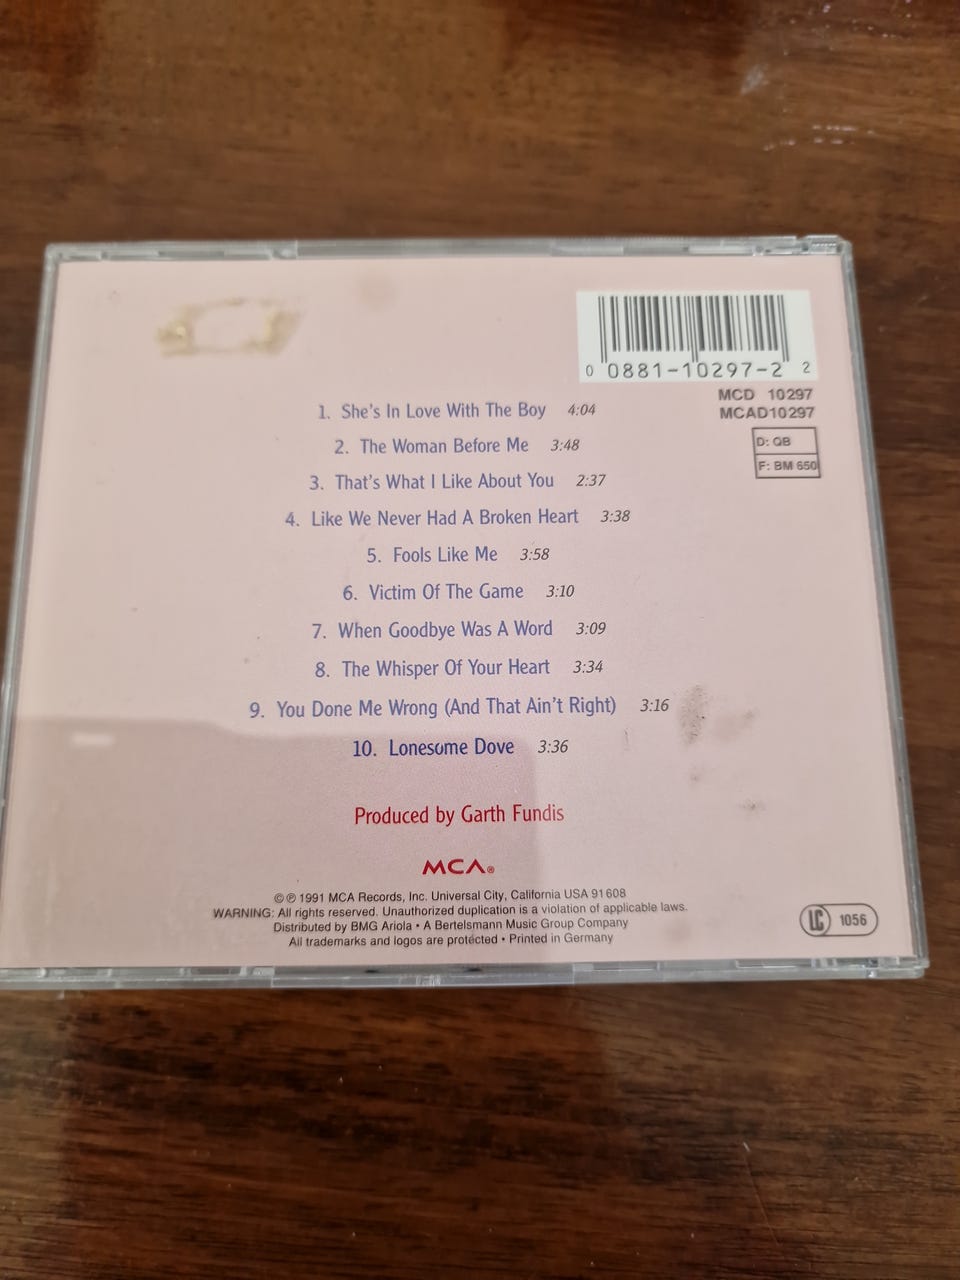 0 0881-10297-2 2
MCD 10297
MCAD10297
D: QB
F: BM 650
1. She's In Love With The Boy 4:04
2. The Woman Before Me 3:48
3. That's What I Like About You 2:37
4. Like We Never Had A Broken Heart 3:38
5. Fools Like Me 3:58
6. Victim Of The Game 3:10
7. When Goodbye Was A Word 3:09
8. The Whisper Of Your Heart 3:34
9. You Done Me Wrong (And That Ain't Right) 3:16
10. Lonesome Dove 3:36
Produced by Garth Fundis
MCA®
©℗ 1991 MCA Records, Inc. Universal City, California USA 91608
WARNING: All rights reserved. Unauthorized duplication is a violation of applicable laws.
Distributed by BMG Ariola • A Bertelsmann Music Group Company
All trademarks and logos are protected • Printed in Germany
LC 1056